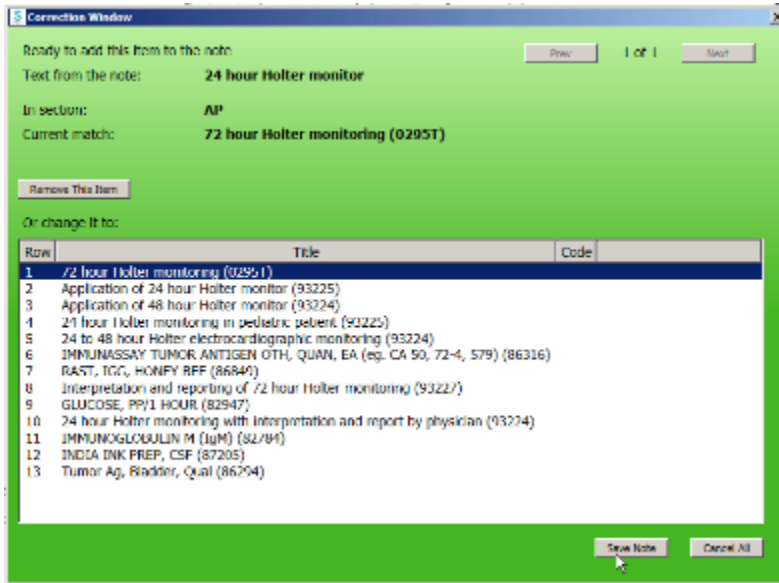 Correction Window
Ready to add this item to the note
Prev 1 of 1 Next
Text from the note: 24 hour Holter monitor
In section: AP
Current match: 72 hour Holter monitoring (0295T)
Remove This Item
Or change it to:
Row Title Code
1 72 hour Holter monitoring (0295T)
2 Application of 24 hour Holter monitor (93225)
3 Application of 48 hour Holter monitor (93224)
4 24 hour Holter monitoring in pediatric patient (93225)
5 24 to 48 hour Holter electrocardiographic monitoring (93224)
6 IMMUNASSAY TUMOR ANTIGEN OTH, QUAN, EA (eg. CA 50, 72-4, 579) (86316)
7 RAST, IGG, HONEY BEE (86849)
8 Interpretation and reporting of 72 hour Holter monitoring (93227)
9 GLUCOSE, PP/1 HOUR (82947)
10 24 hour Holter monitoring with interpretation and report by physician (93224)
11 IMMUNOGLOBULIN M (IgM) (82784)
12 INDIA INK PREP, CSF (87205)
13 Tumor Ag, Bladder, Qual (86294)
Save Note Cancel All